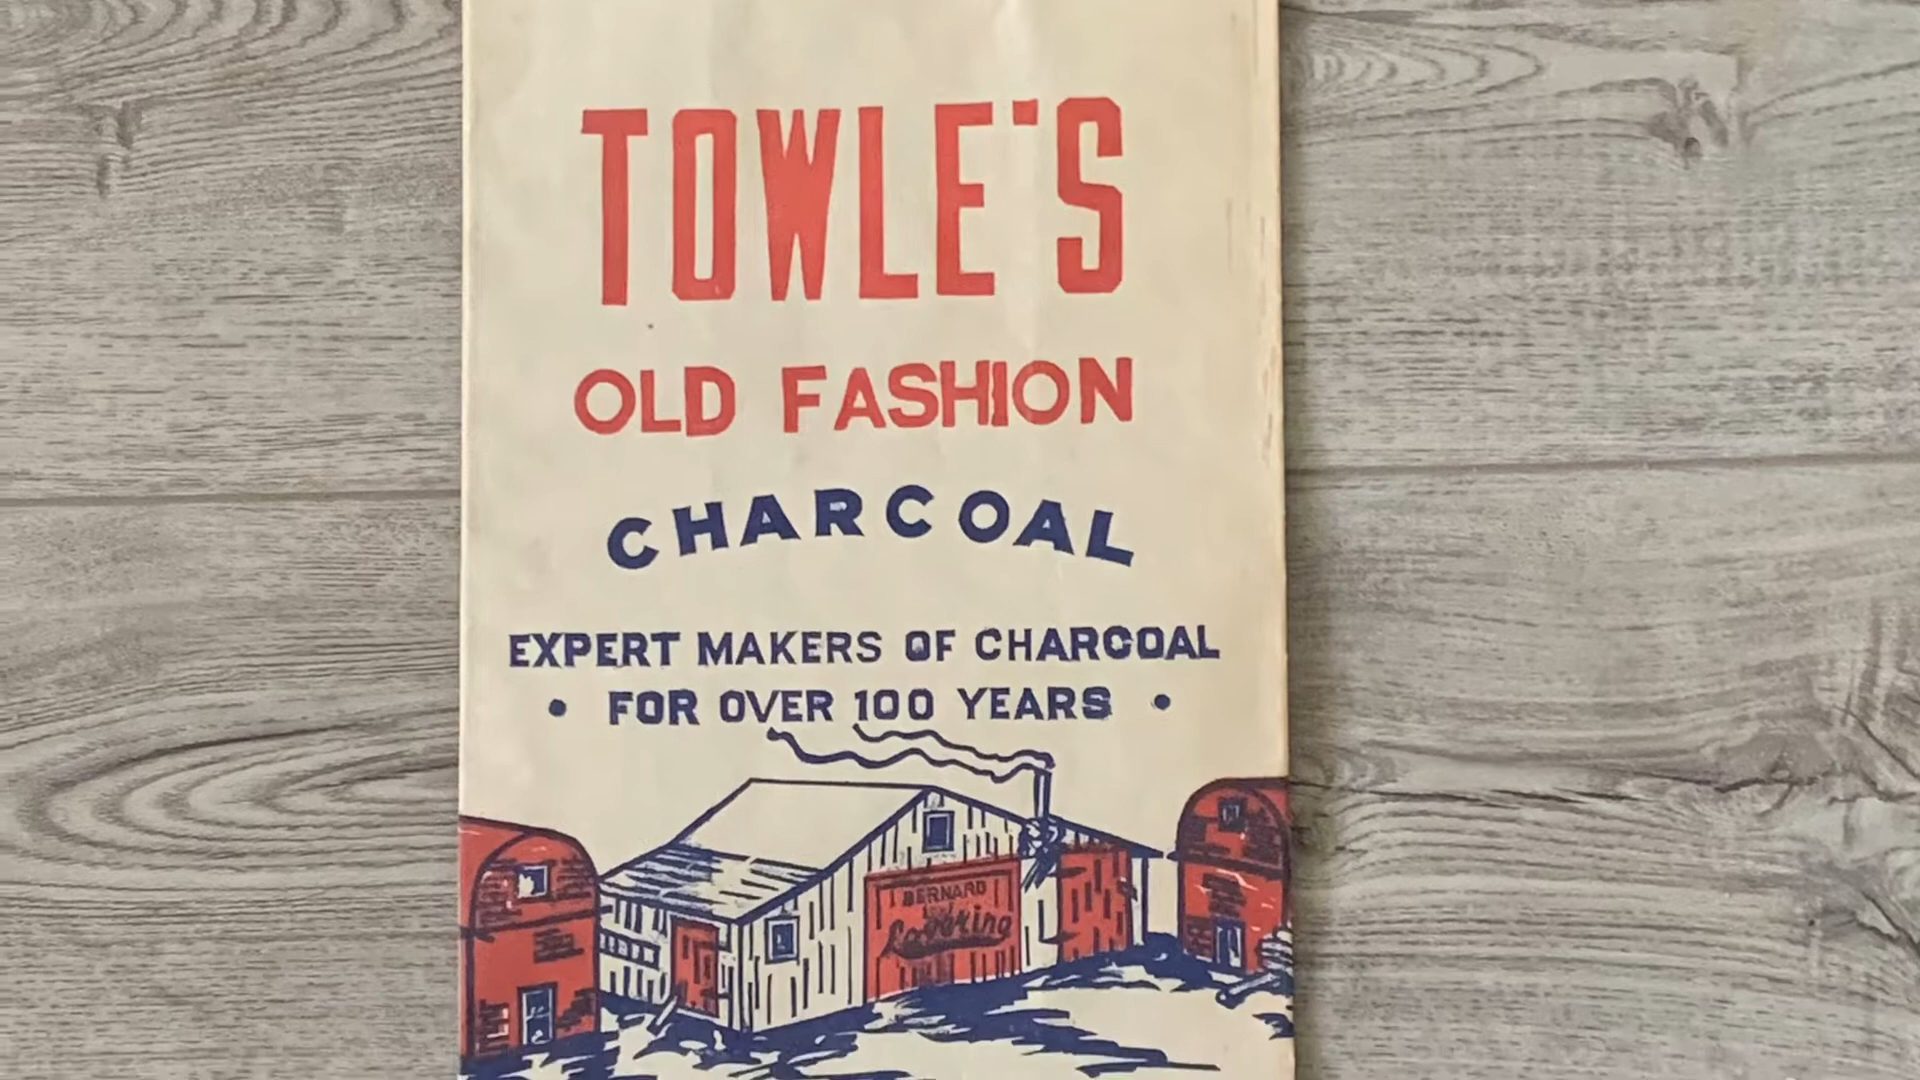 TOWLE'S
OLD FASHION
CHARCOAL
EXPERT MAKERS OF CHARCOAL
• FOR OVER 100 YEARS •
BERNARD